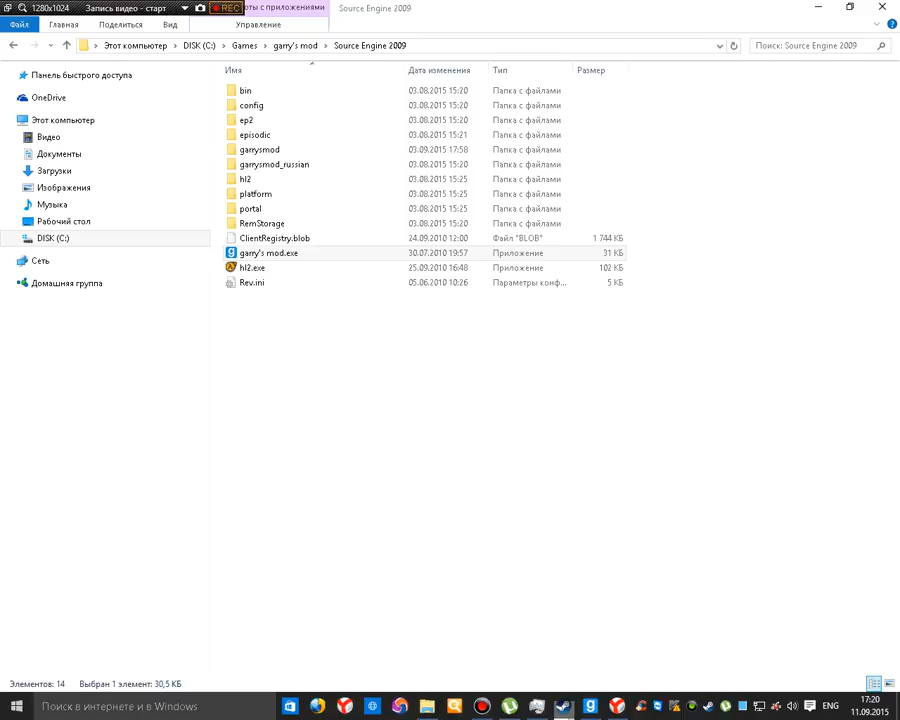 1280x1024 Запись видео - старт REC оты с приложениями Source Engine 2009
Файл Главная Поделиться Вид Управление
Этот компьютер DISK (C:) Games garry's mod Source Engine 2009 Поиск: Source Engine 2009
Панель быстрого доступа
OneDrive
Этот компьютер
Видео
Документы
Загрузки
Изображения
Музыка
Рабочий стол
DISK (C:)
Сеть
Домашняя группа
Имя Дата изменения Тип Размер
bin 03.08.2015 15:20 Папка с файлами
config 03.08.2015 15:20 Папка с файлами
ep2 03.08.2015 15:20 Папка с файлами
episodic 03.08.2015 15:21 Папка с файлами
garrysmod 03.09.2015 17:58 Папка с файлами
garrysmod_russian 03.08.2015 15:20 Папка с файлами
hl2 03.08.2015 15:25 Папка с файлами
platform 03.08.2015 15:25 Папка с файлами
portal 03.08.2015 15:25 Папка с файлами
RemStorage 03.08.2015 15:20 Папка с файлами
ClientRegistry.blob 24.09.2010 12:00 Файл "BLOB" 1 744 КБ
garry's mod.exe 30.07.2010 19:57 Приложение 31 КБ
hl2.exe 25.09.2010 16:48 Приложение 102 КБ
Rev.ini 05.06.2010 10:26 Параметры конф... 5 КБ
Элементов: 14 Выбран 1 элемент: 30,5 КБ
Поиск в интернете и в Windows
ENG
17:20
11.09.2015